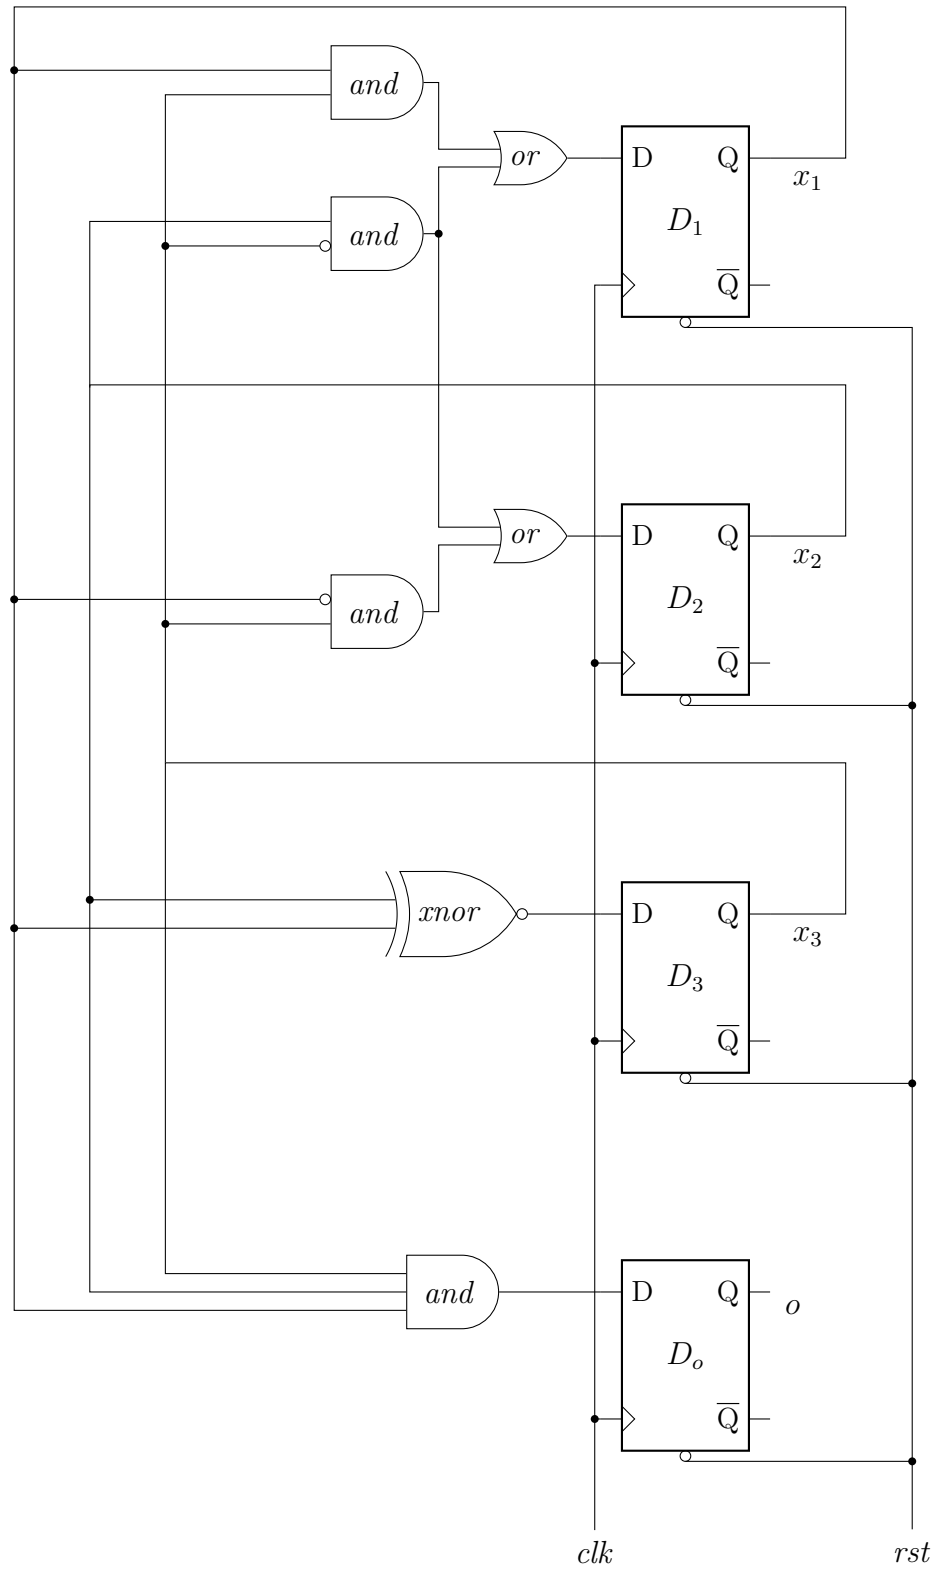 and
or
D Q
x1
D1
and
Q̅
or
D Q
x2
D2
and
Q̅
xnor
D Q
x3
D3
Q̅
and
D Q
o
Do
Q̅
clk
rst